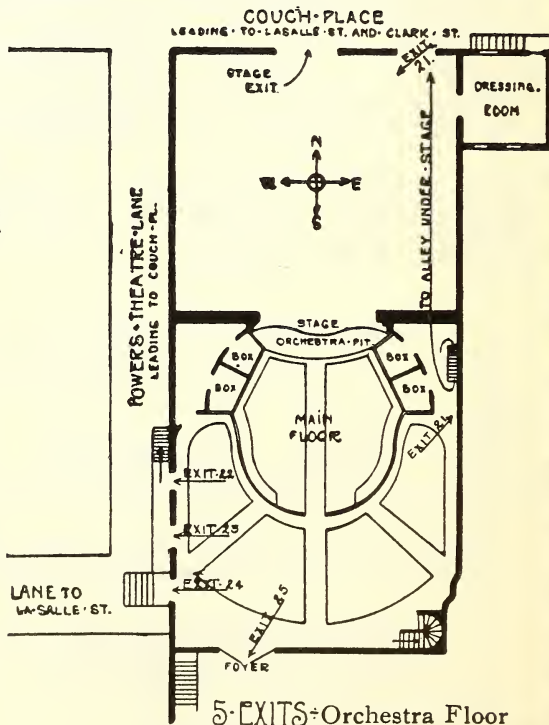 COUCH·PLACE
LEADING·TO·LASALLE·ST. AND·CLARK·ST.
STAGE
EXIT.
EXIT
21.
DRESSING.
ROOM
N
W
E
S
TO ALLEY UNDER·STAGE
POWERS·THEATRE·LANE
LEADING TO COUCH·PL.
STAGE
ORCHESTRA·PIT.
BOX
BOX
BOX
BOX
MAIN
FLOOR
EXIT 21
EXIT·22
EXIT·23
EXIT·24
EXIT 25
LANE TO
LA·SALLE·ST.
FOYER
5·EXITS÷Orchestra Floor